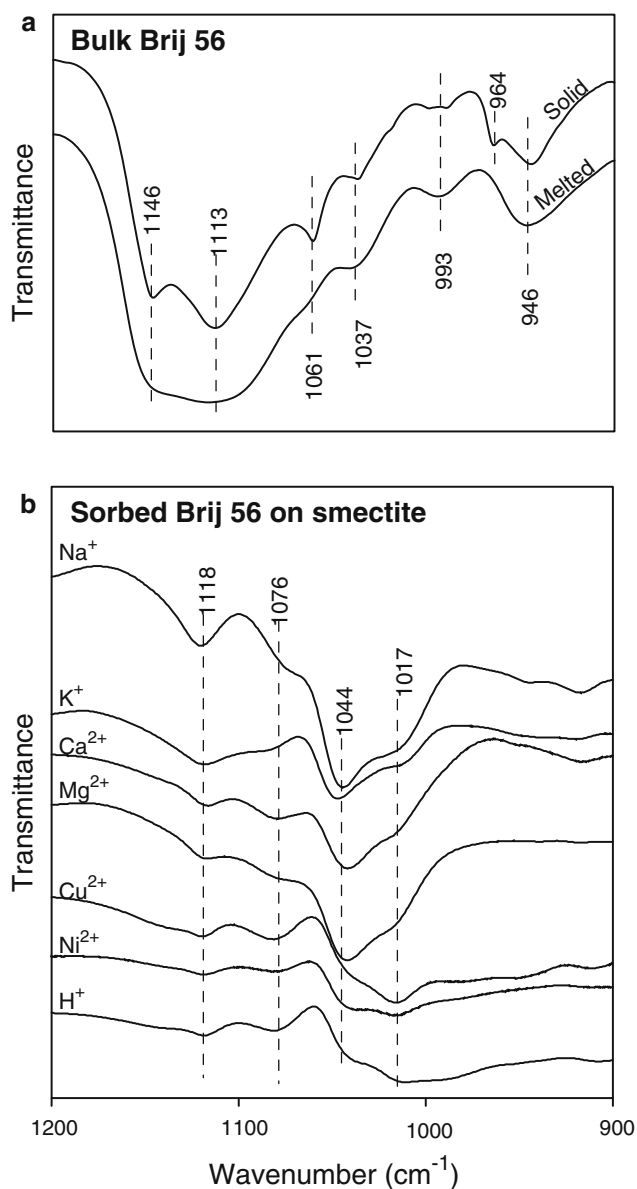 a
Bulk Brij 56
Transmittance
1146
1113
1061
1037
993
964
946
Solid
Melted
b
Sorbed Brij 56 on smectite
Transmittance
Na+
K+
Ca2+
Mg2+
Cu2+
Ni2+
H+
1118
1076
1044
1017
1200
1100
1000
900
Wavenumber (cm-1)